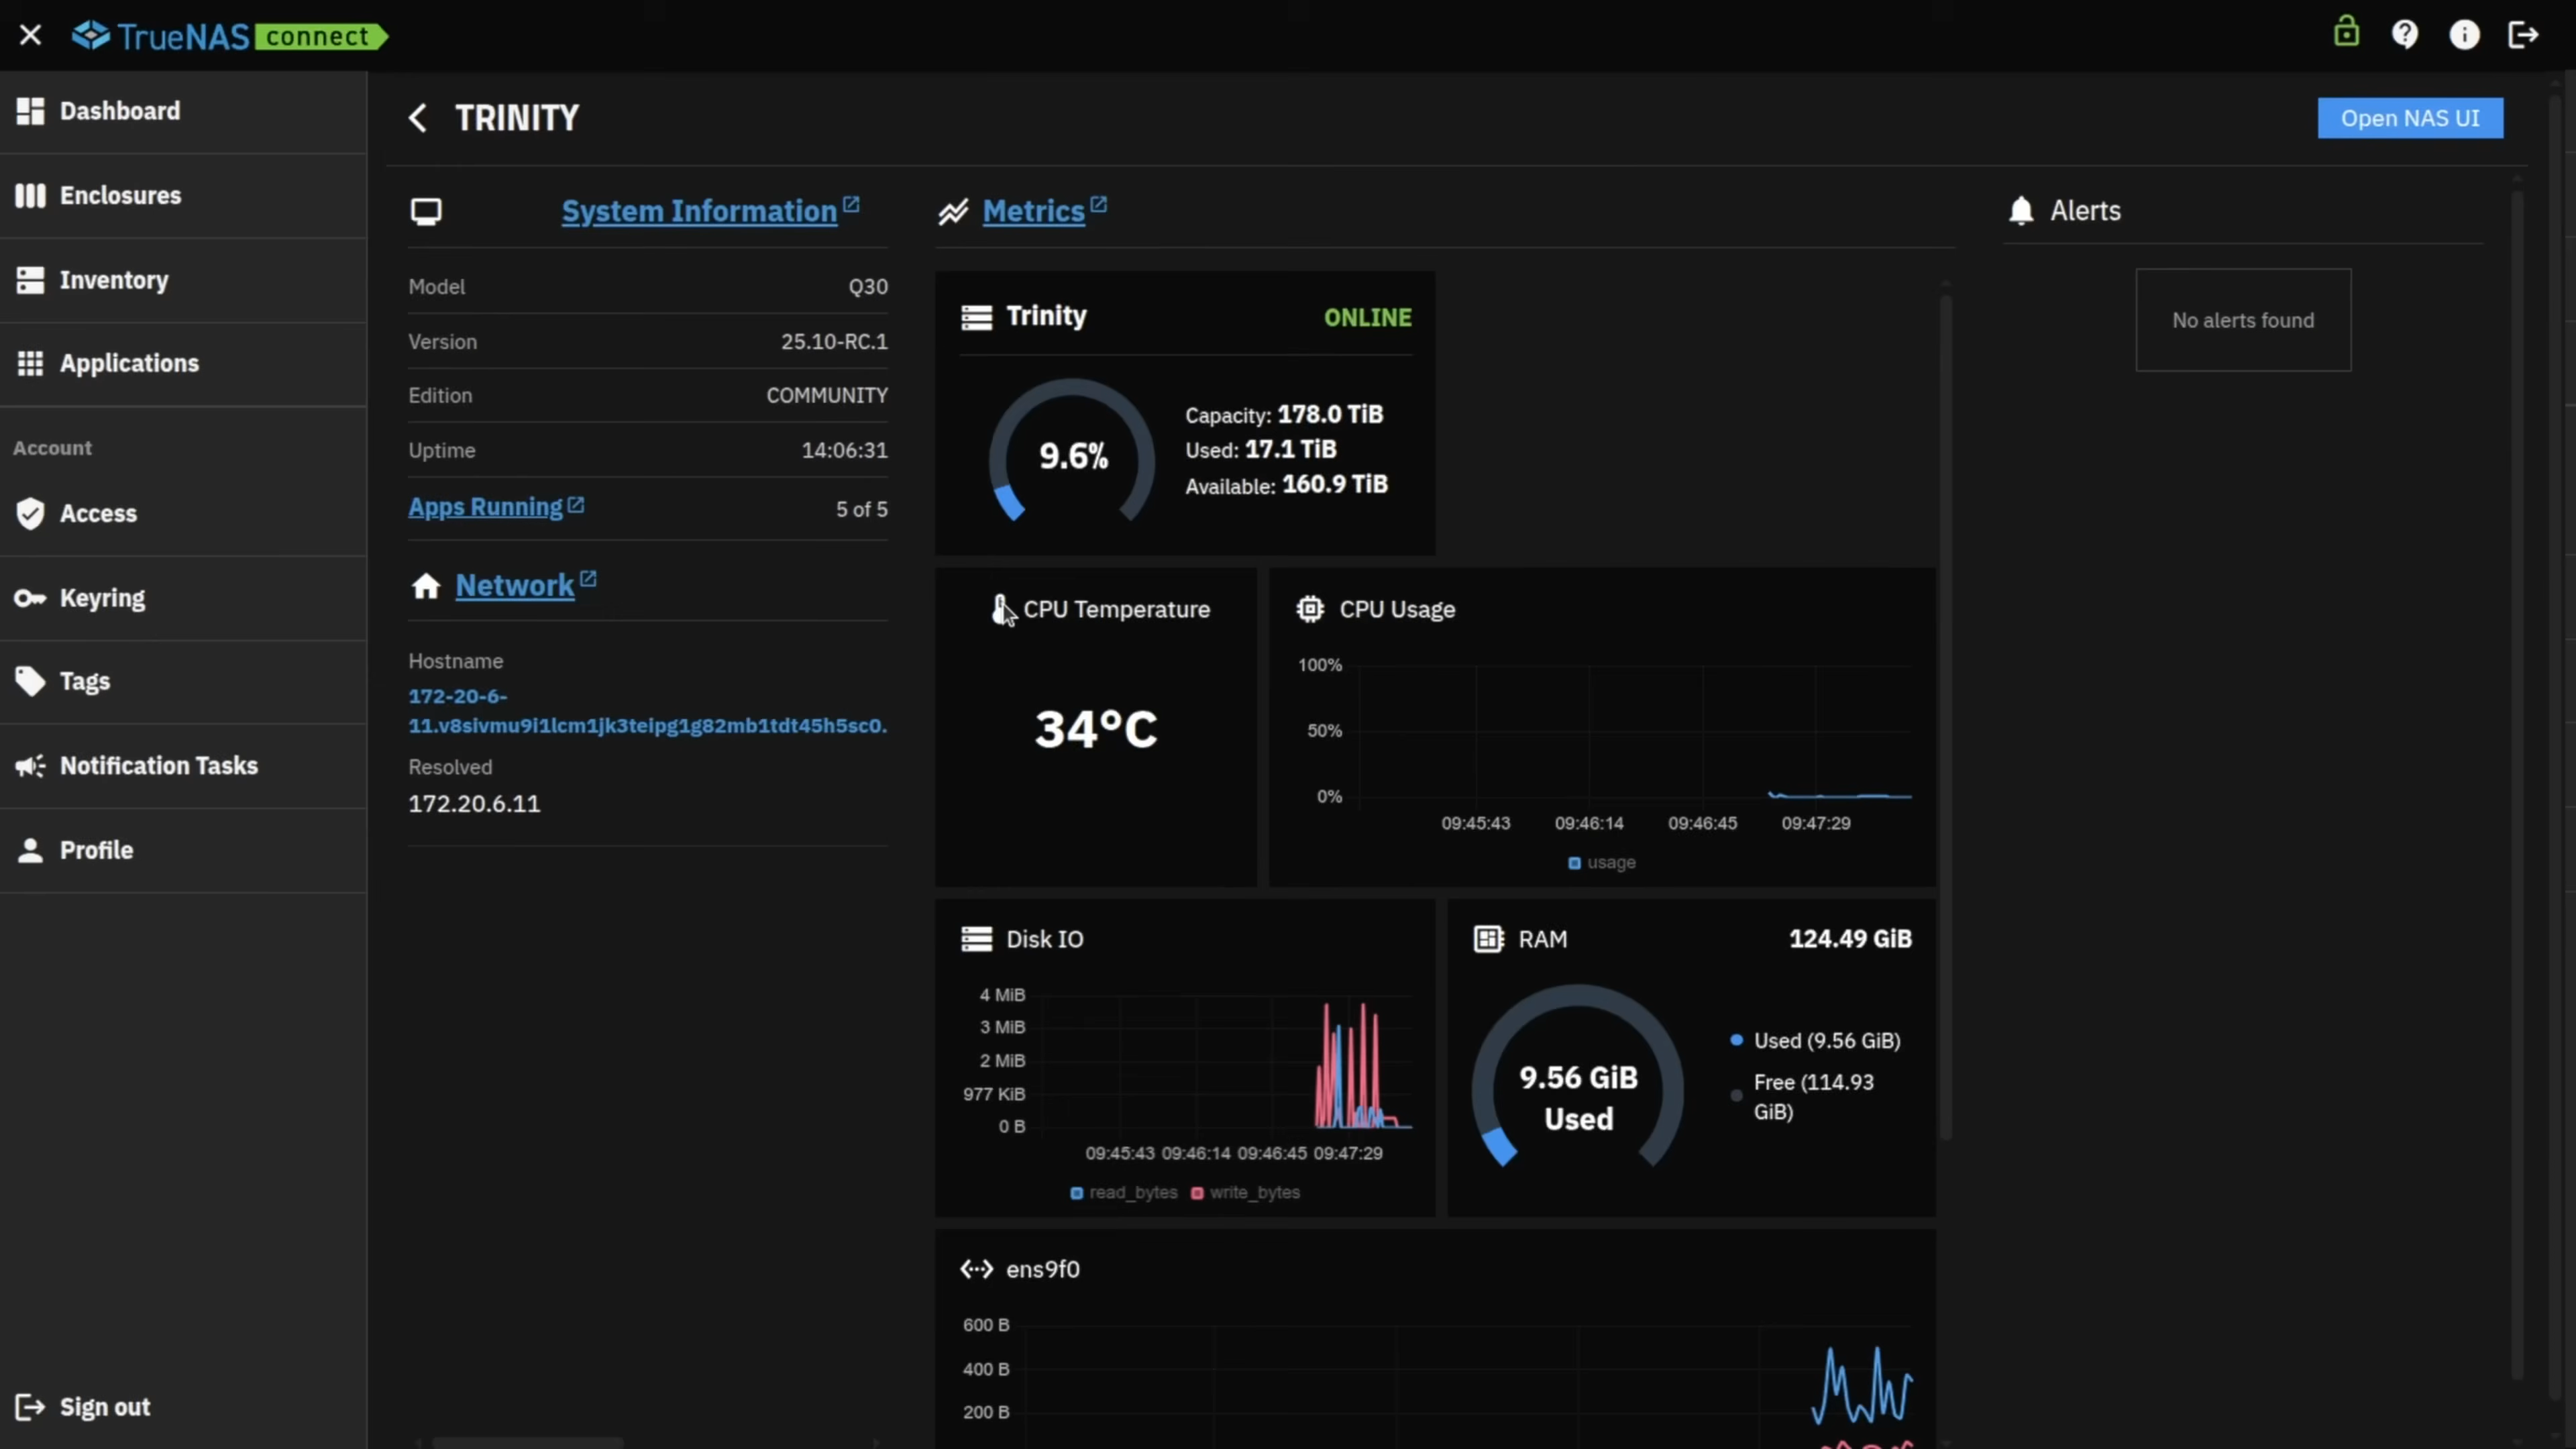 TrueNAS connect
Dashboard
Enclosures
Inventory
Applications
Account
Access
Keyring
Tags
Notification Tasks
Profile
Sign out
TRINITY
Open NAS UI
System Information
Model Q30
Version 25.10-RC.1
Edition COMMUNITY
Uptime 14:06:31
Apps Running 5 of 5
Network
Hostname
172-20-6-
11.v8sivmu9i1lcm1jk3teipg1g82mb1tdt45h5sc0.
Resolved
172.20.6.11
Metrics
Trinity ONLINE
9.6%
Capacity: 178.0 TiB
Used: 17.1 TiB
Available: 160.9 TiB
CPU Temperature
34°C
CPU Usage
100%
50%
0%
09:45:43 09:46:14 09:46:45 09:47:29
usage
Disk IO
4 MiB
3 MiB
2 MiB
977 KiB
0 B
09:45:43 09:46:14 09:46:45 09:47:29
read_bytes write_bytes
RAM 124.49 GiB
9.56 GiB
Used
Used (9.56 GiB)
Free (114.93
GiB)
ens9f0
600 B
400 B
200 B
Alerts
No alerts found